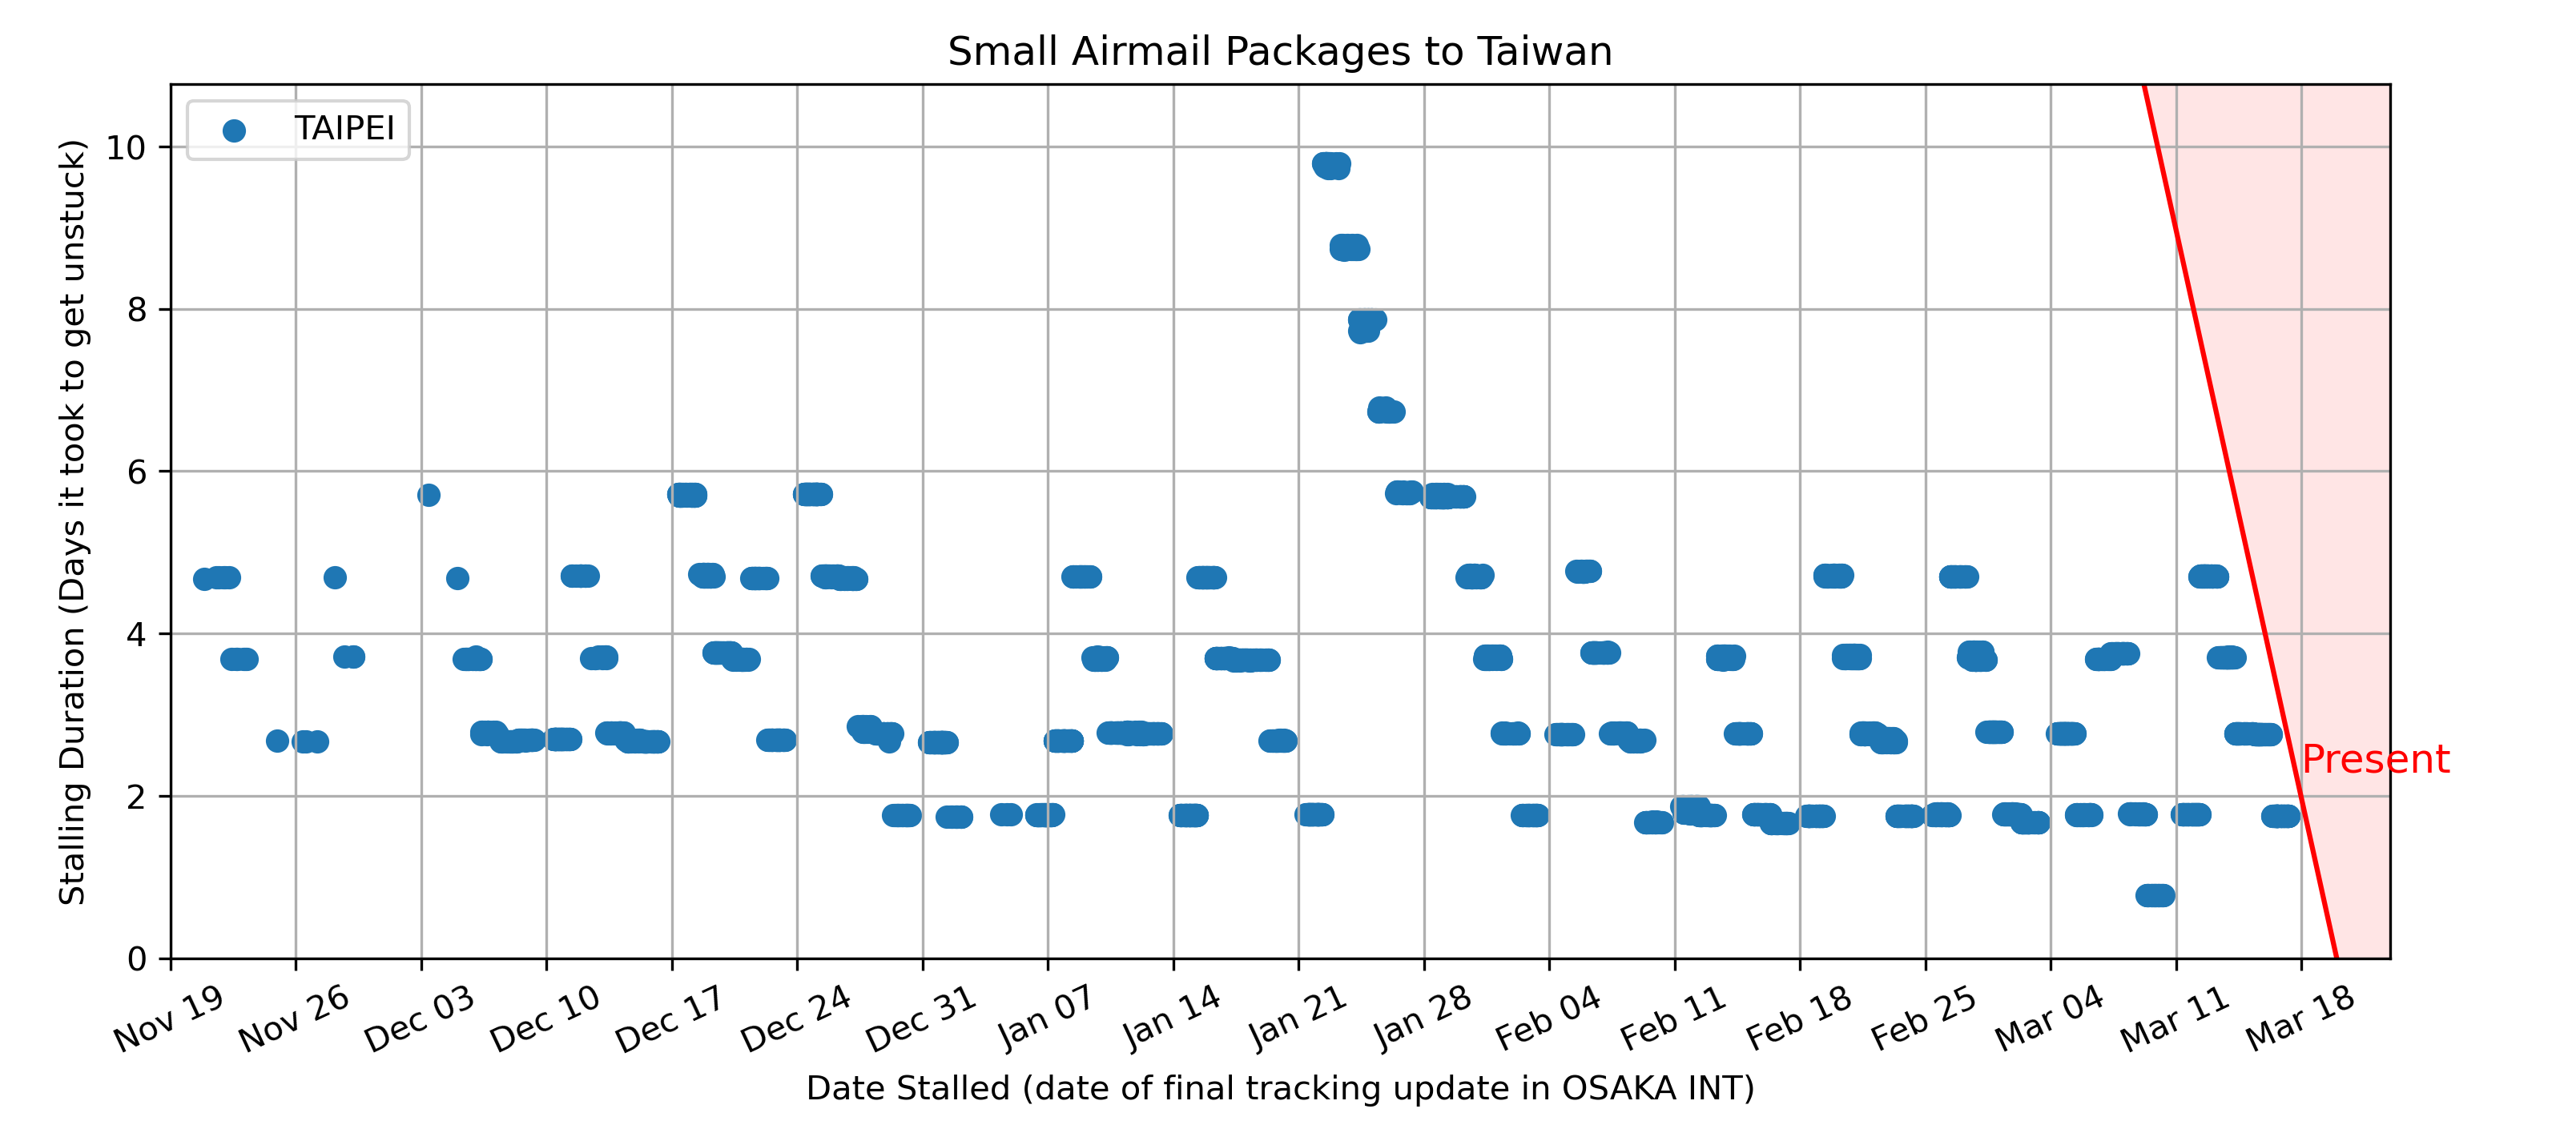 Small Airmail Packages to Taiwan
TAIPEI
Stalling Duration (Days it took to get unstuck)
10
8
6
4
2
0
Present
Nov 19
Nov 26
Dec 03
Dec 10
Dec 17
Dec 24
Dec 31
Jan 07
Jan 14
Jan 21
Jan 28
Feb 04
Feb 11
Feb 18
Feb 25
Mar 04
Mar 11
Mar 18
Date Stalled (date of final tracking update in OSAKA INT)